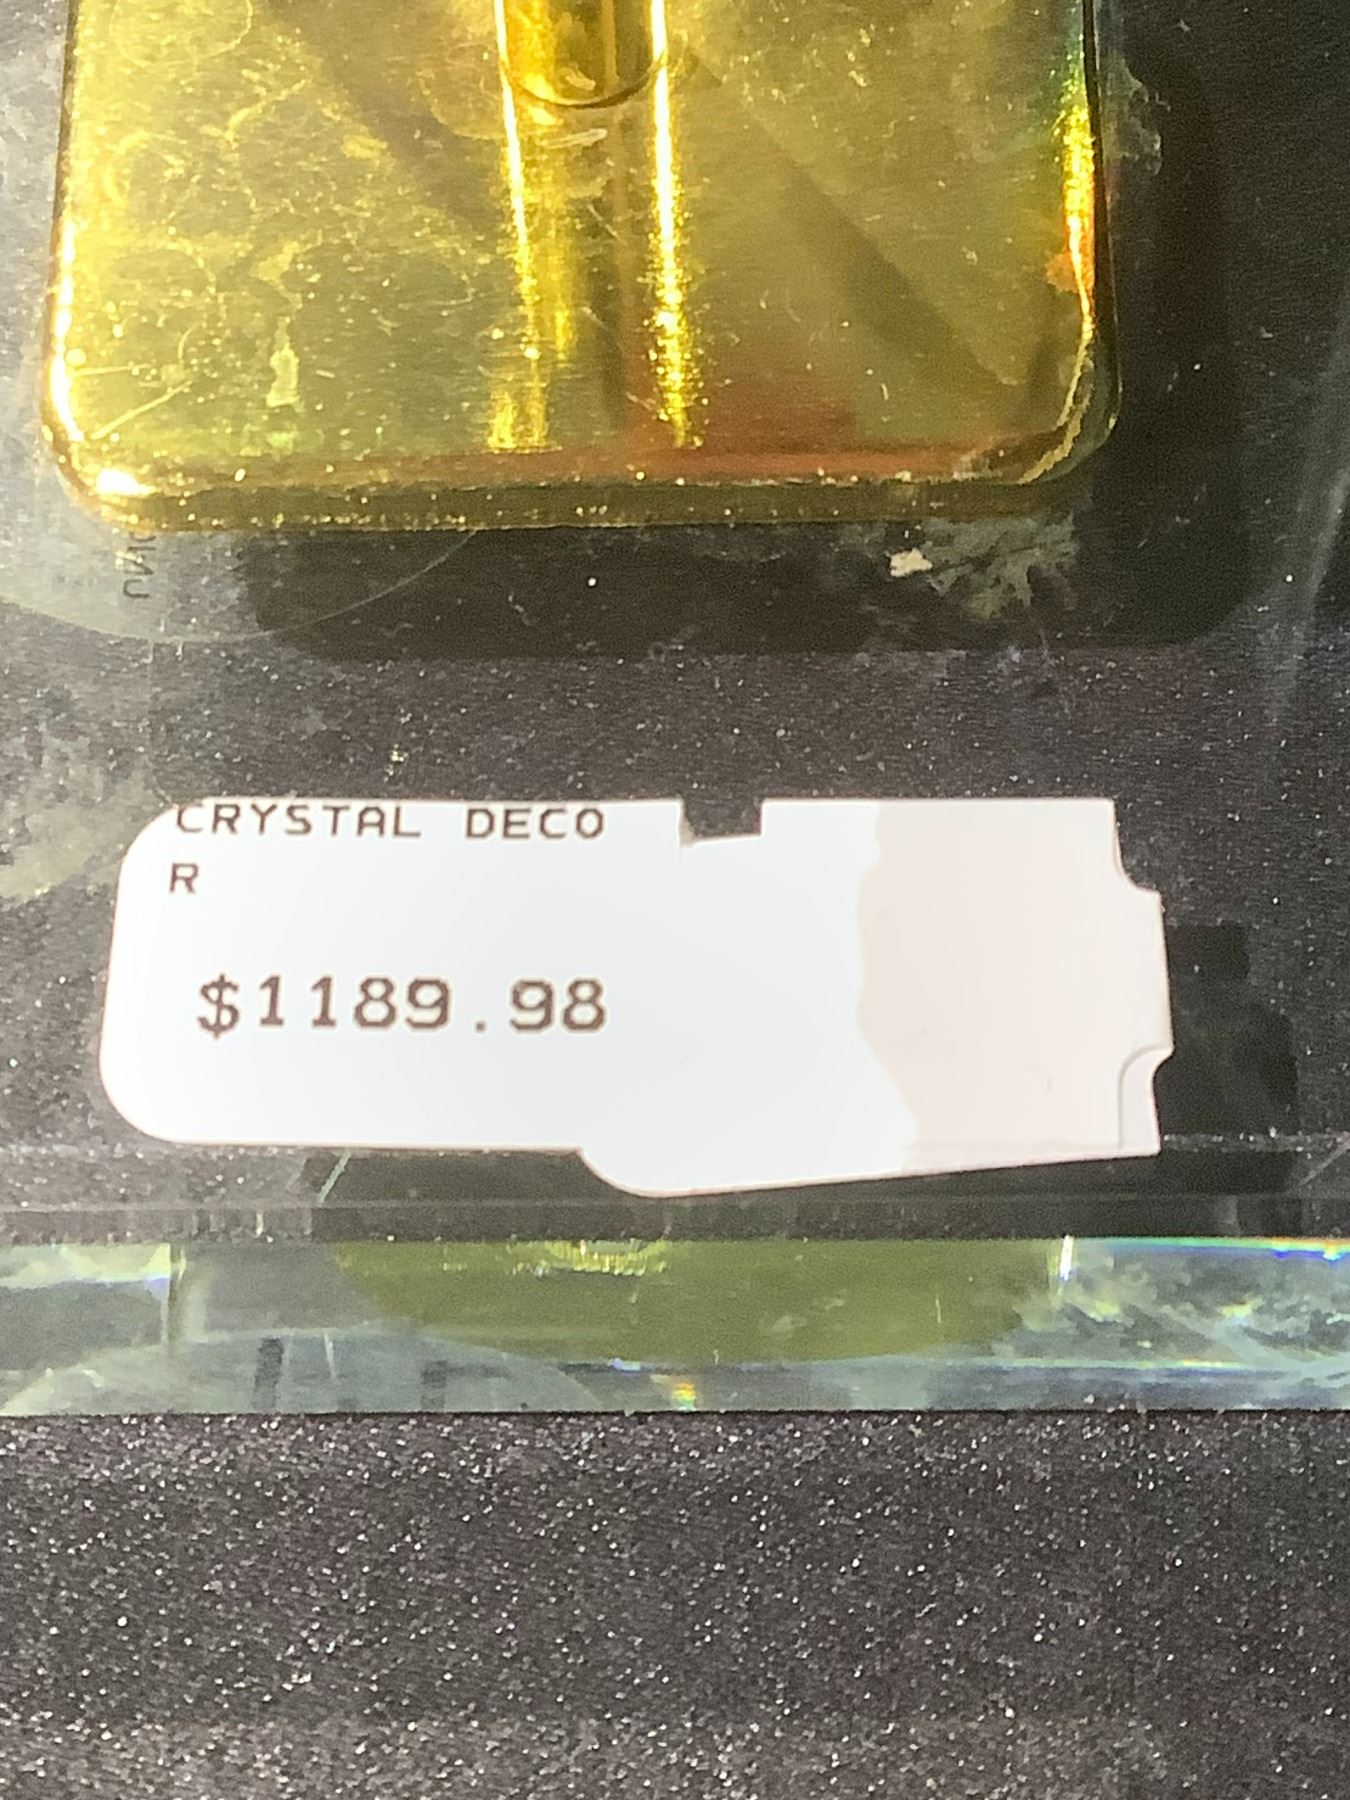 CRYSTAL DECO
R
$1189.98